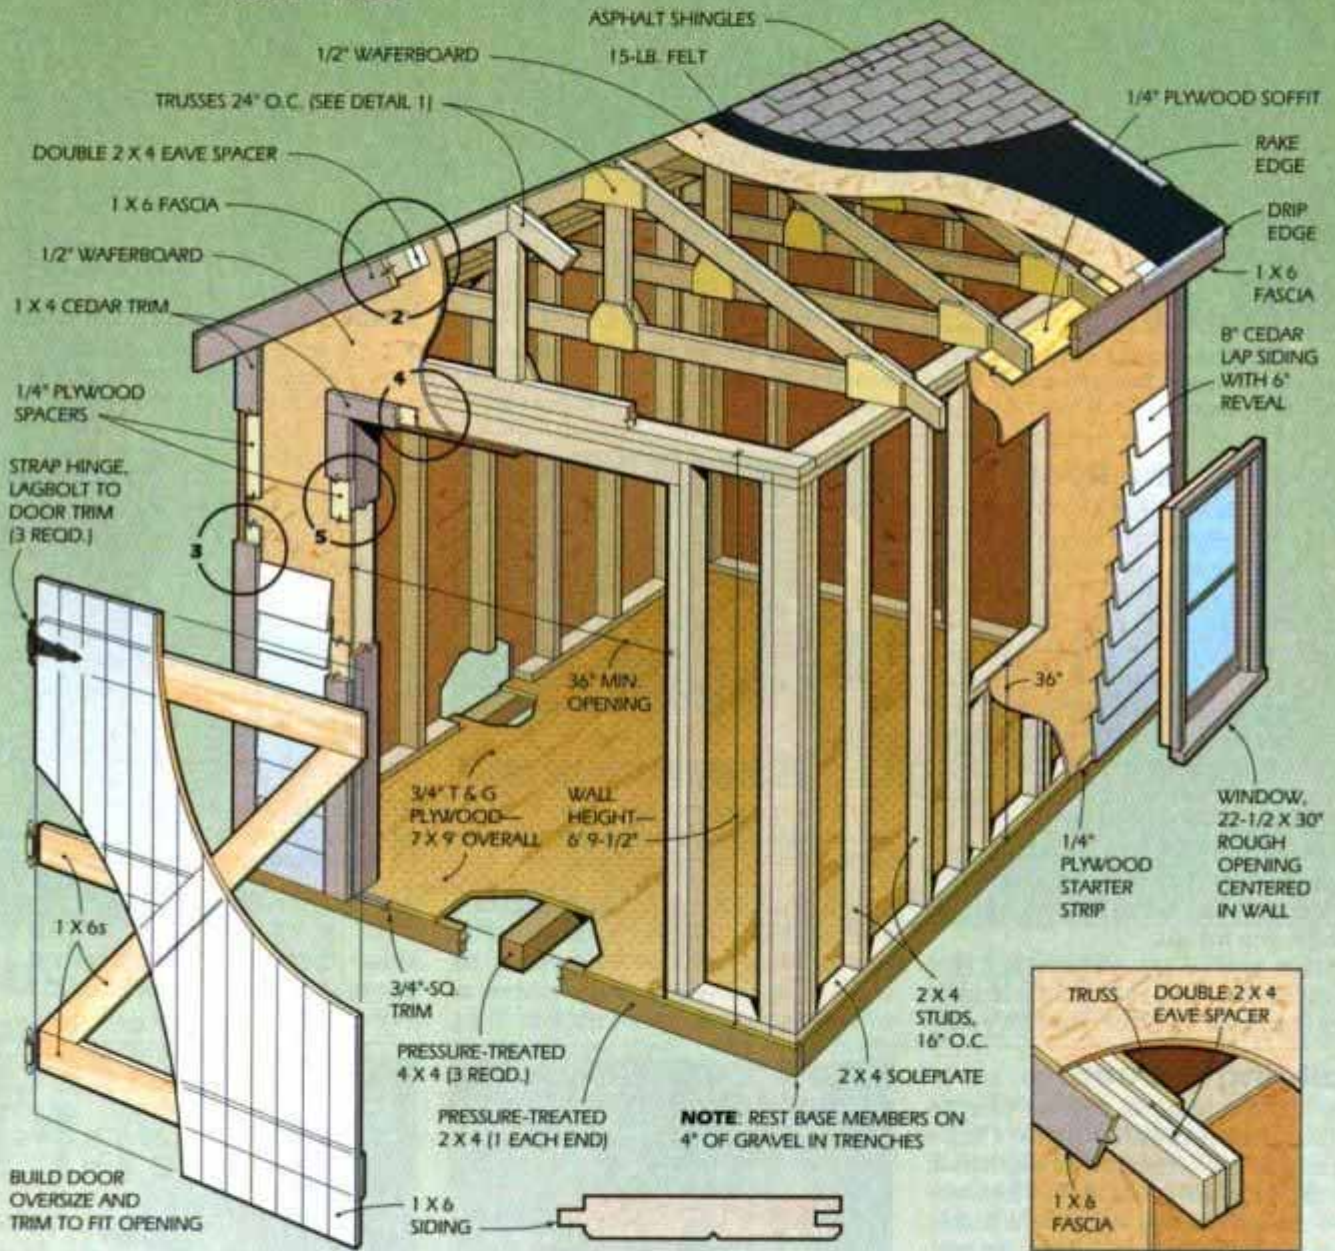 ASPHALT SHINGLES
1/2" WAFERBOARD
15-LB. FELT
TRUSSES 24" O.C. (SEE DETAIL 1)
1/4" PLYWOOD SOFFIT
DOUBLE 2 X 4 EAVE SPACER
RAKE
EDGE
1 X 6 FASCIA
DRIP
EDGE
1/2" WAFERBOARD
1 X 6
FASCIA
1 X 4 CEDAR TRIM
2
8" CEDAR
LAP SIDING
WITH 6"
REVEAL
1/4" PLYWOOD
SPACERS
4
STRAP HINGE,
LAGBOLT TO
DOOR TRIM
(3 REQD.)
5
3
36" MIN.
OPENING
36"
3/4" T & G
PLYWOOD—
7 X 9' OVERALL
WALL
HEIGHT—
6' 9-1/2"
WINDOW,
22-1/2 X 30"
ROUGH
OPENING
CENTERED
IN WALL
1/4"
PLYWOOD
STARTER
STRIP
1 X 6s
3/4"-SQ.
TRIM
2 X 4
STUDS,
16" O.C.
PRESSURE-TREATED
4 X 4 (3 REQD.)
2 X 4 SOLEPLATE
PRESSURE-TREATED
2 X 4 (1 EACH END)
NOTE: REST BASE MEMBERS ON
4" OF GRAVEL IN TRENCHES
TRUSS
DOUBLE 2 X 4
EAVE SPACER
1 X 6
FASCIA
BUILD DOOR
OVERSIZE AND
TRIM TO FIT OPENING
1 X 6
SIDING